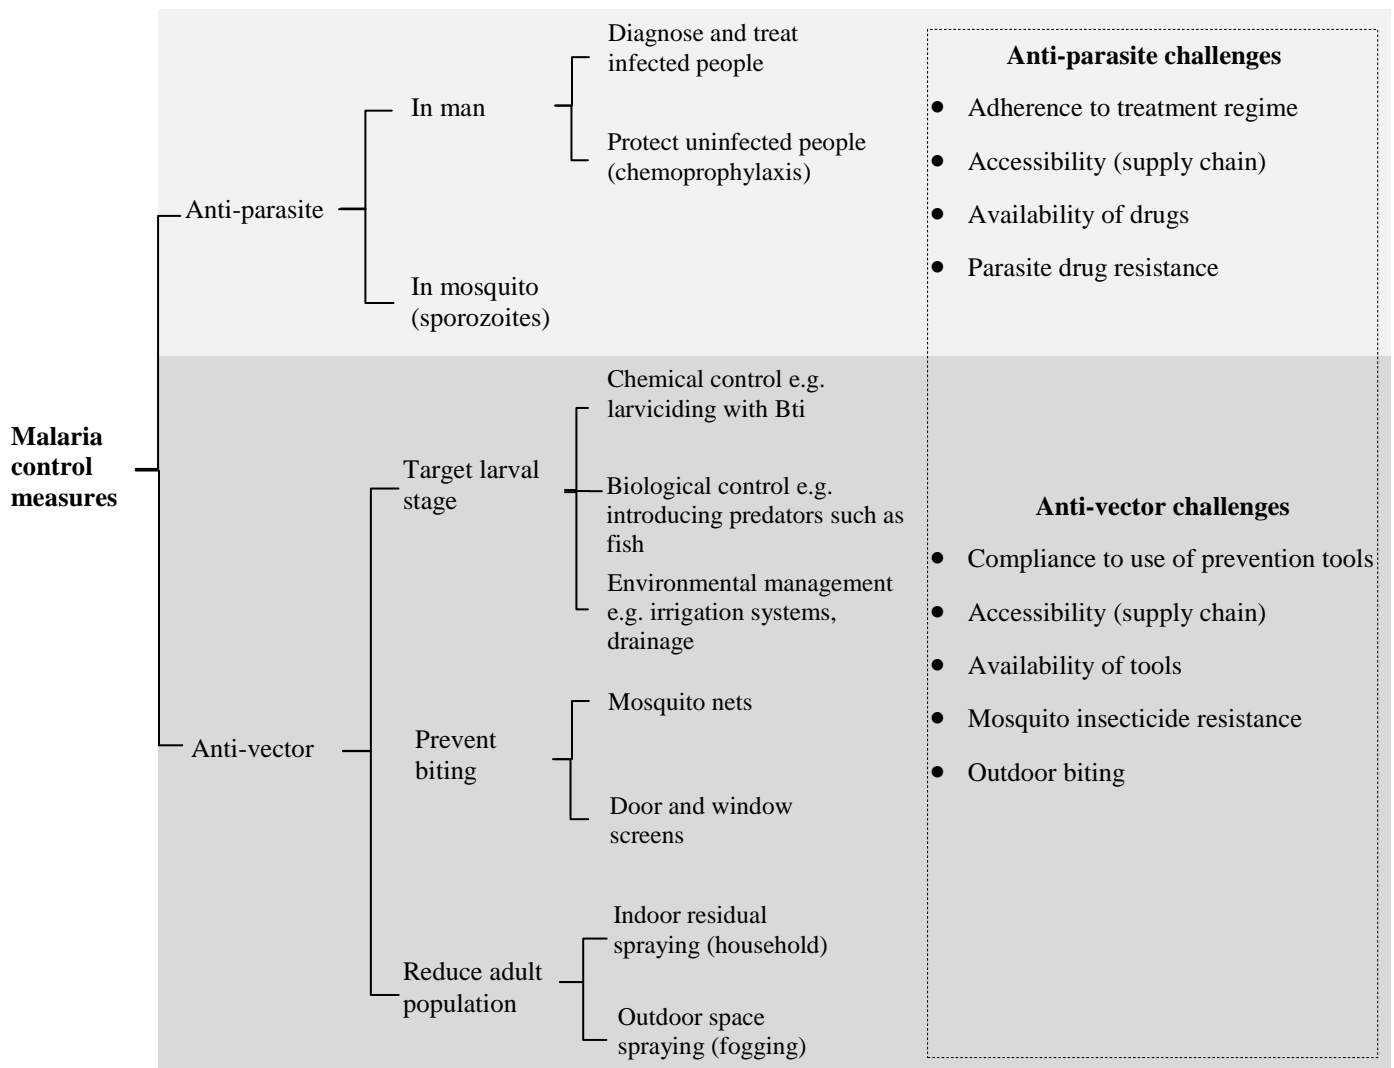 Malaria
control
measures
Anti-parasite
In man
Diagnose and treat
infected people
Protect uninfected people
(chemoprophylaxis)
In mosquito
(sporozoites)
Anti-vector
Target larval
stage
Chemical control e.g.
larviciding with Bti
Biological control e.g.
introducing predators such as
fish
Environmental management
e.g. irrigation systems,
drainage
Prevent
biting
Mosquito nets
Door and window
screens
Reduce adult
population
Indoor residual
spraying (household)
Outdoor space
spraying (fogging)
Anti-parasite challenges
● Adherence to treatment regime
● Accessibility (supply chain)
● Availability of drugs
● Parasite drug resistance
Anti-vector challenges
● Compliance to use of prevention tools
● Accessibility (supply chain)
● Availability of tools
● Mosquito insecticide resistance
● Outdoor biting